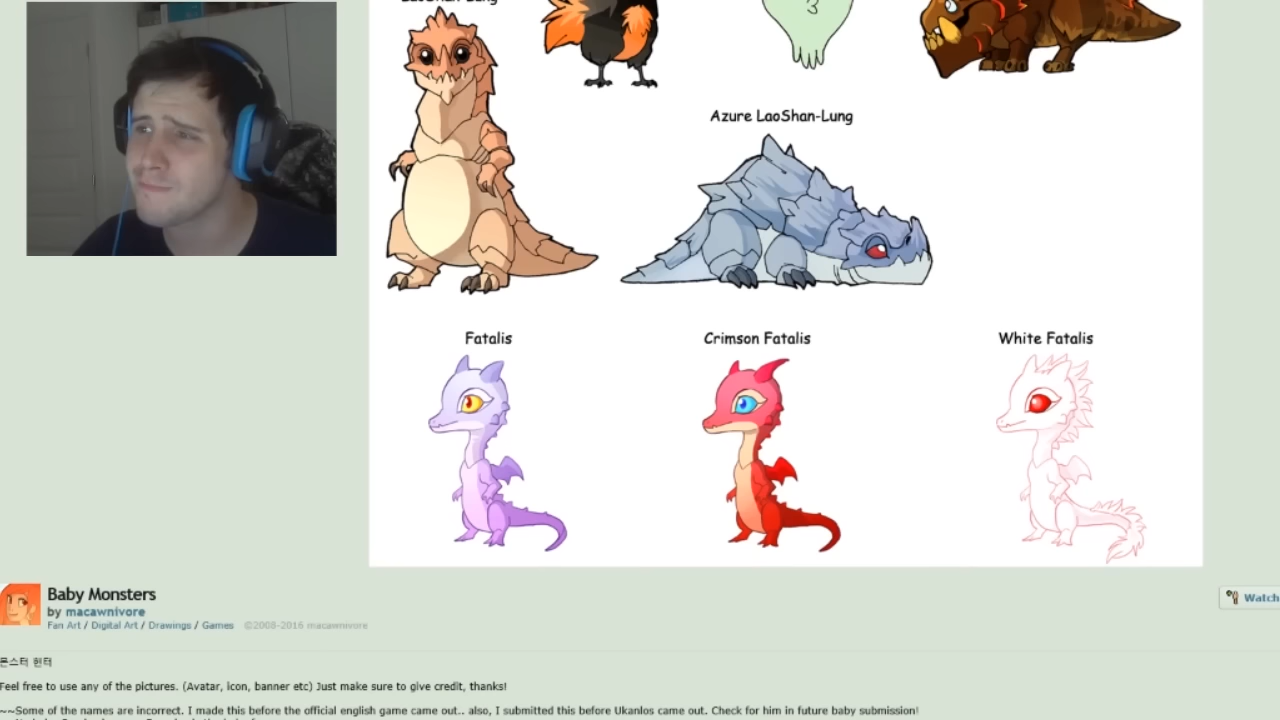 LaoShan-Lung
Azure LaoShan-Lung
Fatalis
Crimson Fatalis
White Fatalis
Baby Monsters
by macawnivore
Fan Art / Digital Art / Drawings / Games ©2008-2016 macawnivore
Watch
몬스터 헌터
Feel free to use any of the pictures. (Avatar, icon, banner etc) Just make sure to give credit, thanks!
~~Some of the names are incorrect. I made this before the official english game came out.. also, I submitted this before Ukanlos came out. Check for him in future baby submission!